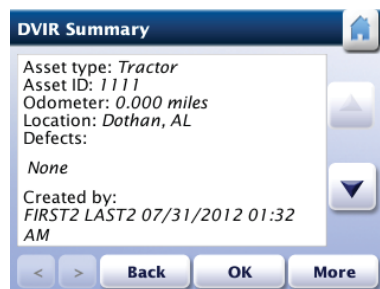 DVIR Summary
Asset type: Tractor
Asset ID: 1111
Odometer: 0.000 miles
Location: Dothan, AL
Defects:
None
Created by:
FIRST2 LAST2 07/31/2012 01:32
AM
< > Back OK More